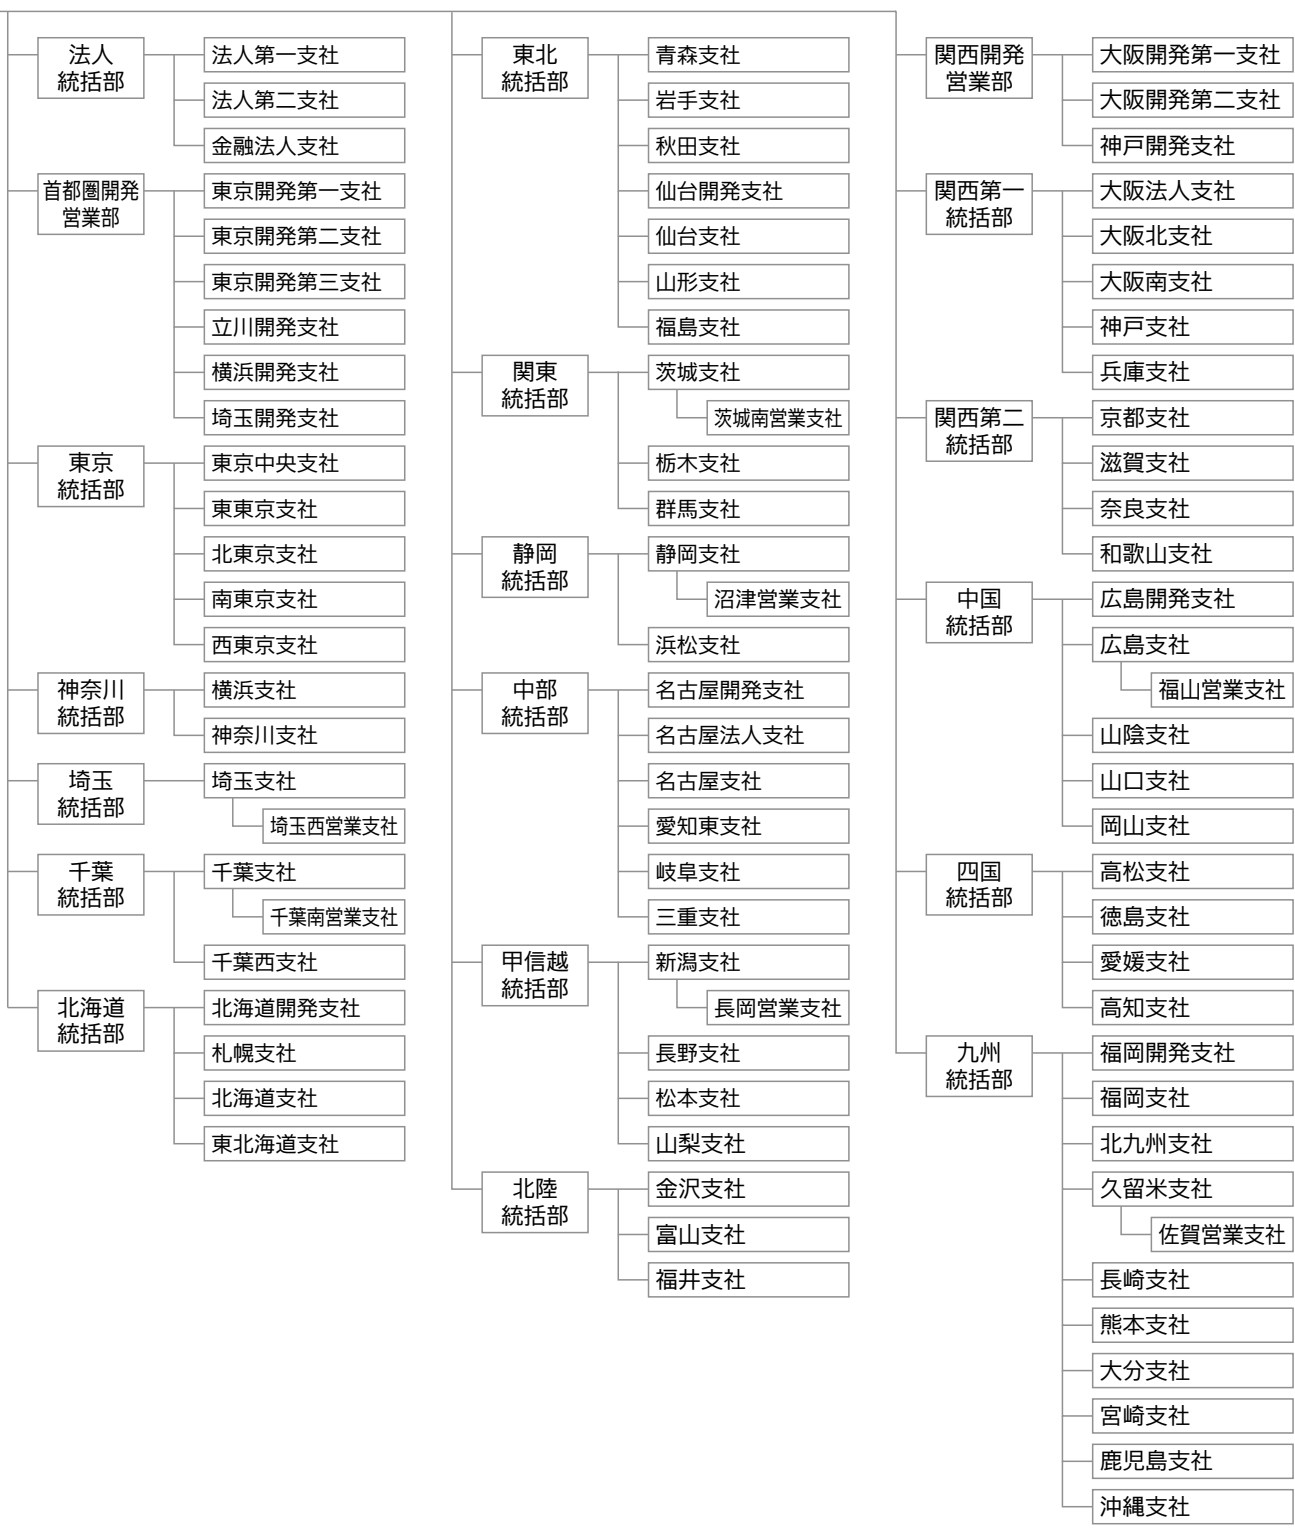 法人
統括部
法人第一支社
法人第二支社
金融法人支社
首都圏開発
営業部
東京開発第一支社
東京開発第二支社
東京開発第三支社
立川開発支社
横浜開発支社
埼玉開発支社
東京
統括部
東京中央支社
東東京支社
北東京支社
南東京支社
西東京支社
神奈川
統括部
横浜支社
神奈川支社
埼玉
統括部
埼玉支社
埼玉西営業支社
千葉
統括部
千葉支社
千葉南営業支社
千葉西支社
北海道
統括部
北海道開発支社
札幌支社
北海道支社
東北海道支社
東北
統括部
青森支社
岩手支社
秋田支社
仙台開発支社
仙台支社
山形支社
福島支社
関東
統括部
茨城支社
茨城南営業支社
栃木支社
群馬支社
静岡
統括部
静岡支社
沼津営業支社
浜松支社
中部
統括部
名古屋開発支社
名古屋法人支社
名古屋支社
愛知東支社
岐阜支社
三重支社
甲信越
統括部
新潟支社
長岡営業支社
長野支社
松本支社
山梨支社
北陸
統括部
金沢支社
富山支社
福井支社
関西開発
営業部
大阪開発第一支社
大阪開発第二支社
神戸開発支社
関西第一
統括部
大阪法人支社
大阪北支社
大阪南支社
神戸支社
兵庫支社
関西第二
統括部
京都支社
滋賀支社
奈良支社
和歌山支社
中国
統括部
広島開発支社
広島支社
福山営業支社
山陰支社
山口支社
岡山支社
四国
統括部
高松支社
徳島支社
愛媛支社
高知支社
九州
統括部
福岡開発支社
福岡支社
北九州支社
久留米支社
佐賀営業支社
長崎支社
熊本支社
大分支社
宮崎支社
鹿児島支社
沖縄支社